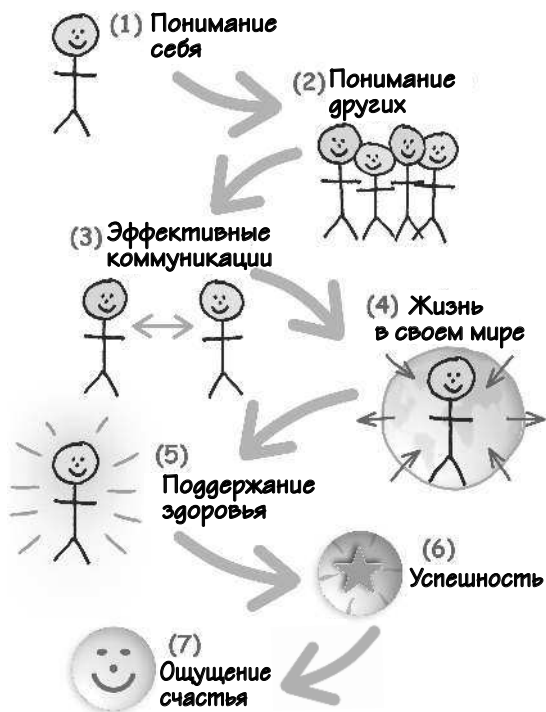 (1) Понимание
себя
(2) Понимание
других
(3) Эффективные
коммуникации
(4) Жизнь
в своем мире
(5)
Поддержание
здоровья
(6)
Успешность
(7)
Ощущение
счастья